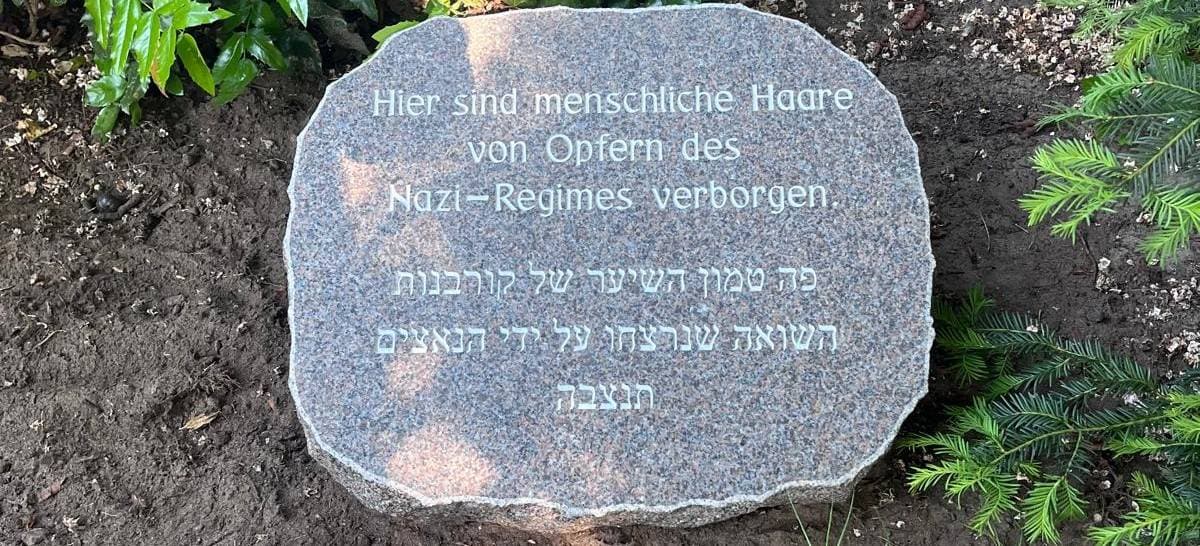 Hier sind menschliche Haare
von Opfern des
Nazi-Regimes verborgen.
פה טמון השיער של קורבנות
השואה שנרצחו על ידי הנאצים
תנצבה